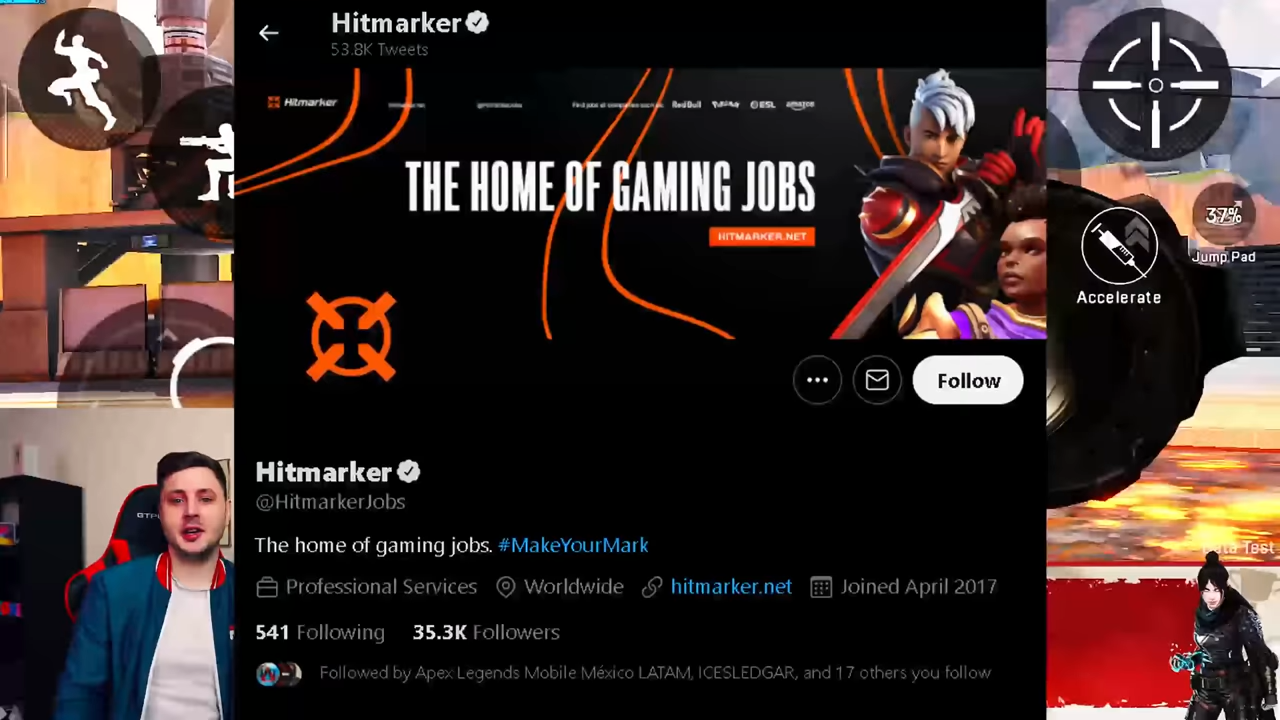 Hitmarker
53.8K Tweets
Hitmarker
RedBull
ESL amazon
THE HOME OF GAMING JOBS
HITMARKER.NET
37%
Jump Pad
Accelerate
Follow
Hitmarker
@HitmarkerJobs
The home of gaming jobs. #MakeYourMark
Professional Services Worldwide hitmarker.net Joined April 2017
541 Following 35.3K Followers
Followed by Apex Legends Mobile México LATAM, ICESLEDGAR, and 17 others you follow
Test